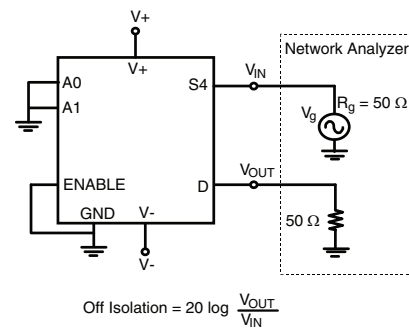 V+
Network Analyzer
V+
A0
S4
VIN
A1
Vg
Rg = 50 Ω
ENABLE
D
VOUT
GND
V-
50 Ω
V-
Off Isolation = 20 log VOUT
VIN